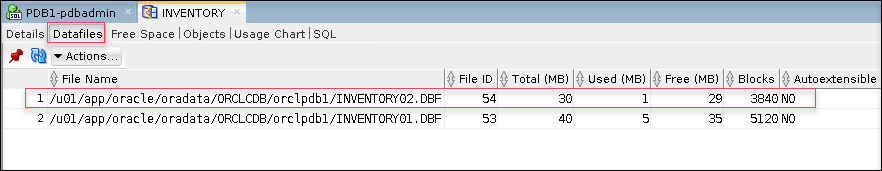 PDB1-pdbadmin × INVENTORY ×
Details Datafiles Free Space Objects Usage Chart SQL
Actions...
File Name File ID Total (MB) Used (MB) Free (MB) Blocks Autoextensible
1 /u01/app/oracle/oradata/ORCLCDB/orclpdb1/INVENTORY02.DBF 54 30 1 29 3840 NO
2 /u01/app/oracle/oradata/ORCLCDB/orclpdb1/INVENTORY01.DBF 53 40 5 35 5120 NO